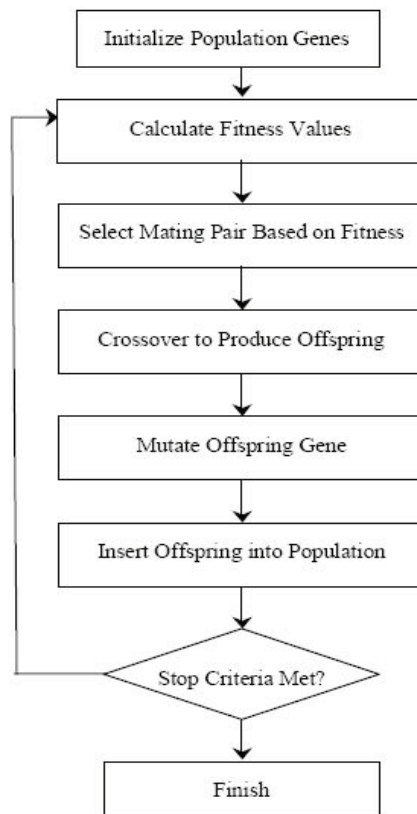 Initialize Population Genes
Calculate Fitness Values
Select Mating Pair Based on Fitness
Crossover to Produce Offspring
Mutate Offspring Gene
Insert Offspring into Population
Stop Criteria Met?
Finish